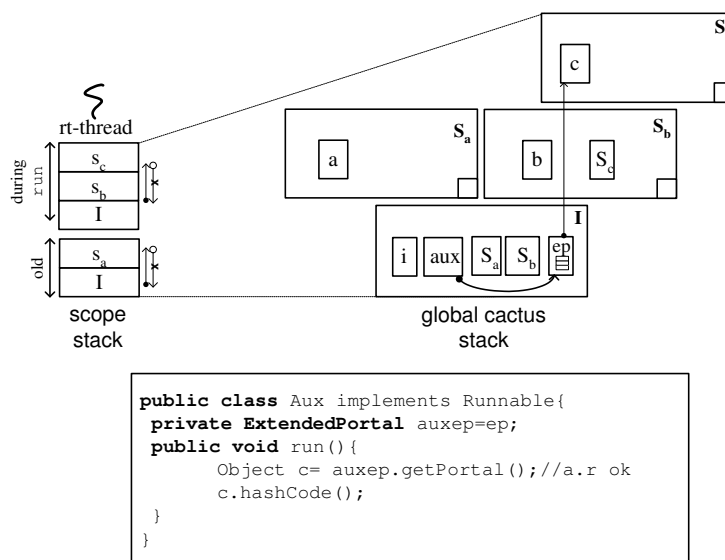 S
c
rt-thread
S_a
S_b
during
run
s_c
s_b
I
a
b
S_c
I
old
s_a
I
i aux S_a S_b ep
scope
stack
global cactus
stack
public class Aux implements Runnable{
private ExtendedPortal auxep=ep;
public void run(){
Object c= auxep.getPortal();//a.r ok
c.hashCode();
}
}